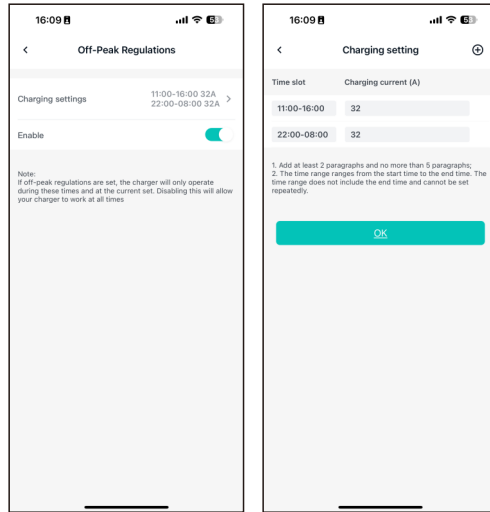 16:09
Off-Peak Regulations
Charging settings
11:00-16:00 32A
22:00-08:00 32A
Enable
Note:
If off-peak regulations are set, the charger will only operate
during these times and at the current set. Disabling this will allow
your charger to work at all times
16:09
Charging setting
Time slot Charging current (A)
11:00-16:00 32
22:00-08:00 32
1. Add at least 2 paragraphs and no more than 5 paragraphs;
2. The time range ranges from the start time to the end time. The
time range does not include the end time and cannot be set
repeatedly.
OK